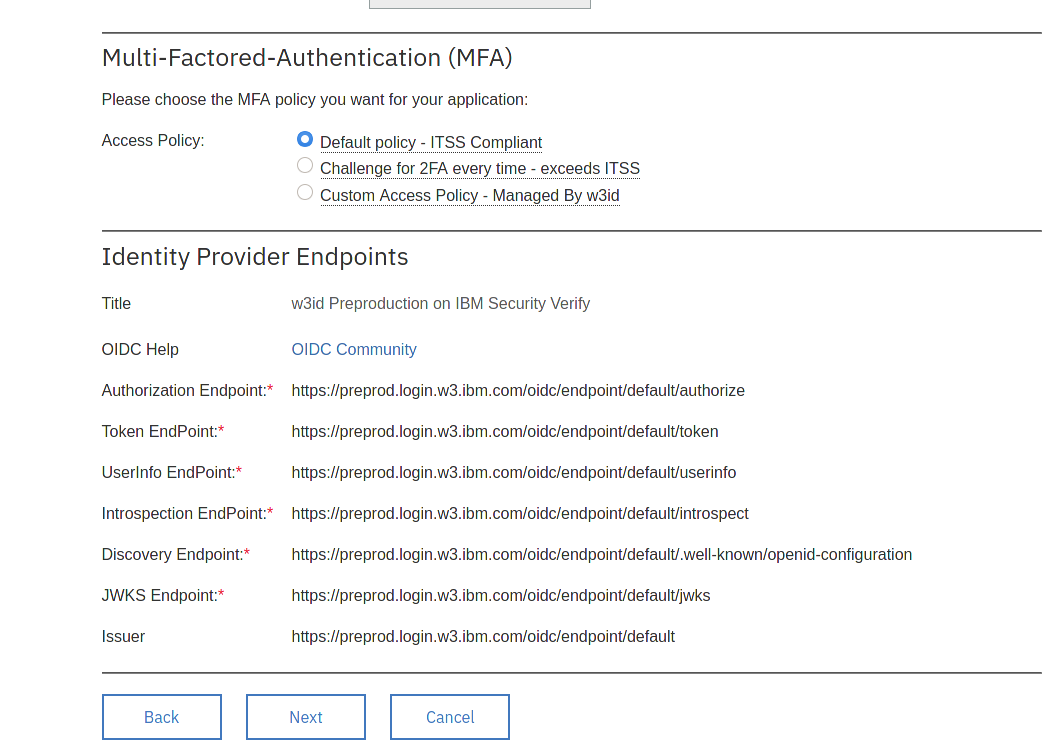 Multi-Factored-Authentication (MFA)
Please choose the MFA policy you want for your application:
Access Policy:
Default policy - ITSS Compliant
Challenge for 2FA every time - exceeds ITSS
Custom Access Policy - Managed By w3id
Identity Provider Endpoints
Title w3id Preproduction on IBM Security Verify
OIDC Help OIDC Community
Authorization Endpoint:* https://preprod.login.w3.ibm.com/oidc/endpoint/default/authorize
Token EndPoint:* https://preprod.login.w3.ibm.com/oidc/endpoint/default/token
UserInfo EndPoint:* https://preprod.login.w3.ibm.com/oidc/endpoint/default/userinfo
Introspection EndPoint:* https://preprod.login.w3.ibm.com/oidc/endpoint/default/introspect
Discovery Endpoint:* https://preprod.login.w3.ibm.com/oidc/endpoint/default/.well-known/openid-configuration
JWKS Endpoint:* https://preprod.login.w3.ibm.com/oidc/endpoint/default/jwks
Issuer https://preprod.login.w3.ibm.com/oidc/endpoint/default
Back Next Cancel